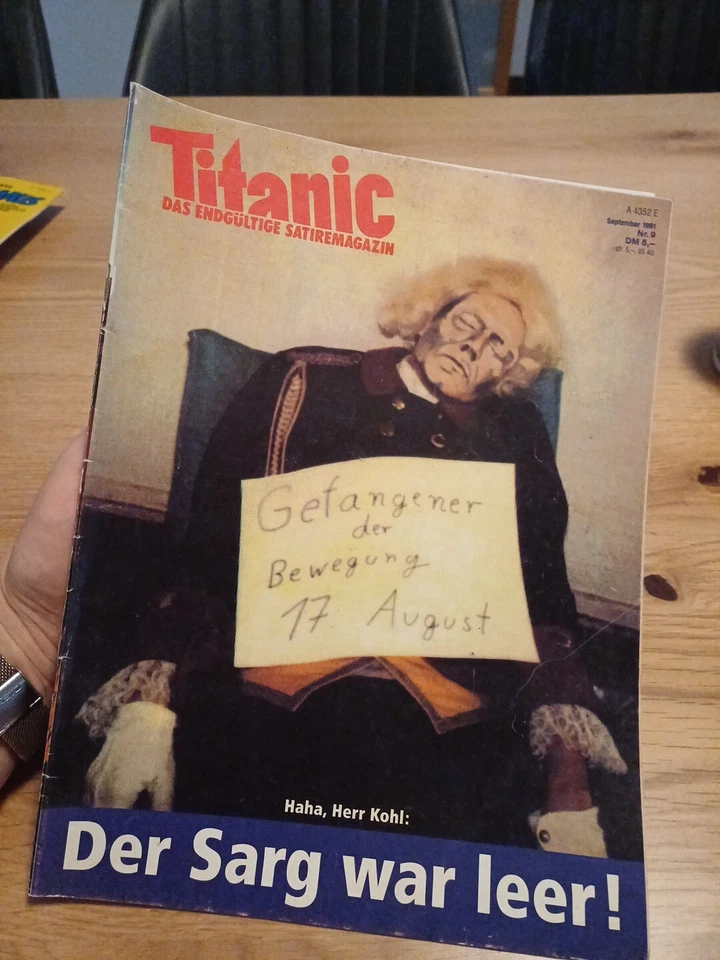 Titanic
DAS ENDGÜLTIGE SATIREMAGAZIN
A 4352 E
September 1991
Nr. 9
DM 5,–
Gefangener
der
Bewegung
17. August
Haha, Herr Kohl:
Der Sarg war leer!